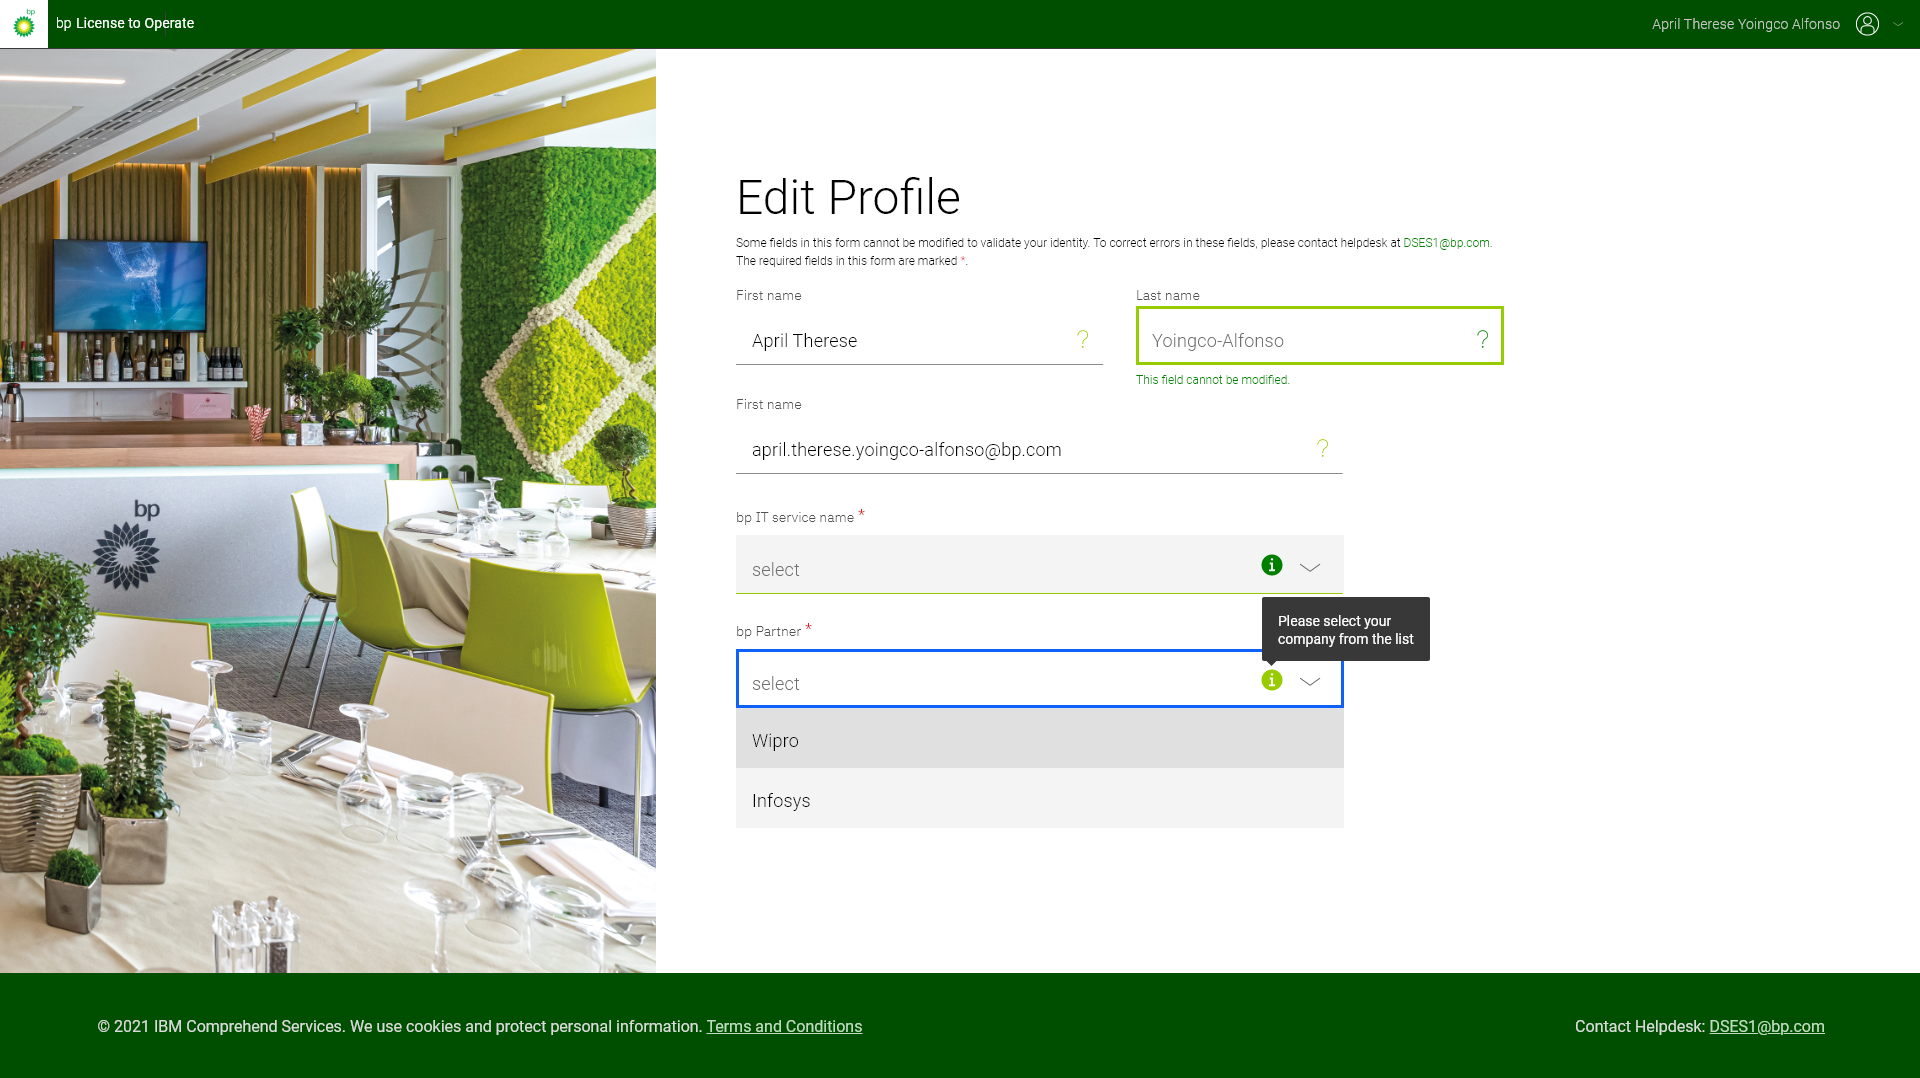 bp
bp License to Operate
April Therese Yoingco Alfonso
Edit Profile
Some fields in this form cannot be modified to validate your identity. To correct errors in these fields, please contact helpdesk at DSES1@bp.com.
The required fields in this form are marked *.
First name
Last name
April Therese
?
Yoingco-Alfonso
?
This field cannot be modified.
First name
april.therese.yoingco-alfonso@bp.com
?
bp
bp IT service name *
select
i
Please select your
company from the list
bp Partner *
select
i
Wipro
Infosys
© 2021 IBM Comprehend Services. We use cookies and protect personal information. Terms and Conditions
Contact Helpdesk: DSES1@bp.com